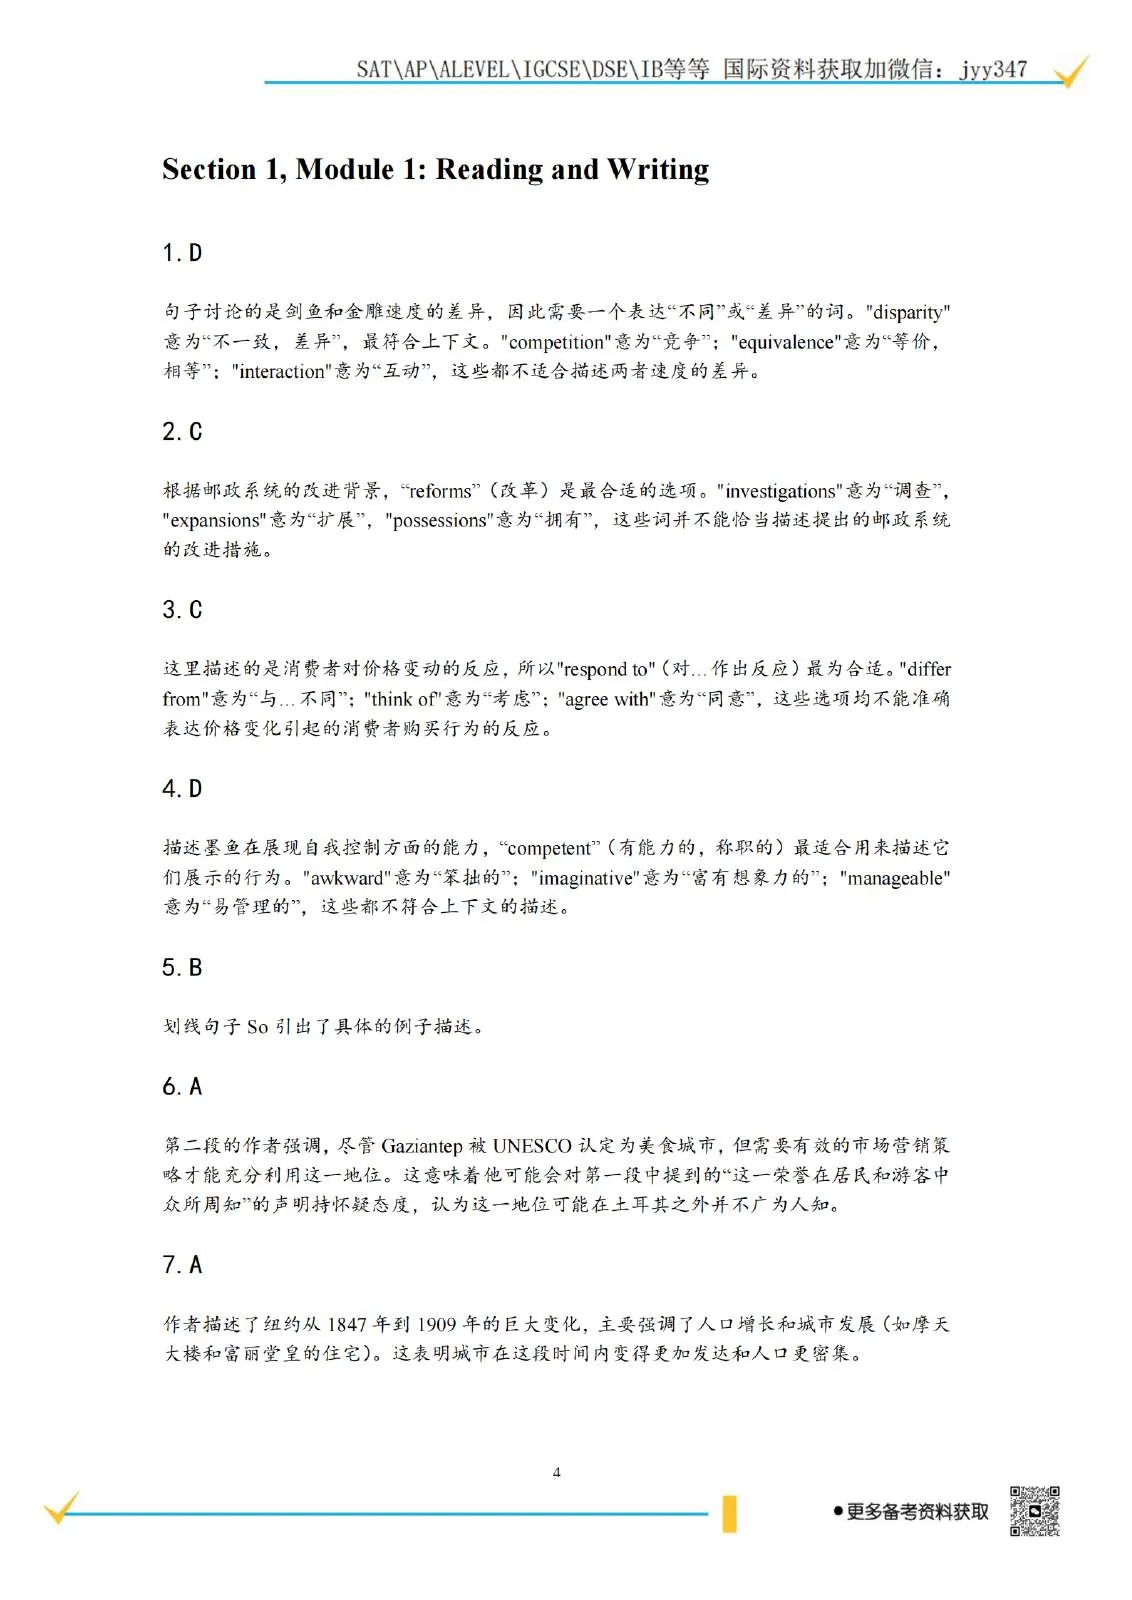 SAT\AP\ALEVEL\IGCSE\DSE\IB等等 国际资料获取加微信：jyy347
Section 1, Module 1: Reading and Writing
1. D
句子讨论的是剑鱼和金雕速度的差异，因此需要一个表达“不同”或“差异”的词。"disparity"
意为“不一致，差异”，最符合上下文。"competition"意为“竞争”；"equivalence"意为“等价，
相等”；"interaction"意为“互动”，这些都不适合描述两者速度的差异。
2. C
根据邮政系统的改进背景，“reforms”（改革）是最合适的选项。"investigations"意为“调查”，
"expansions"意为“扩展”，"possessions"意为“拥有”，这些词并不能恰当描述提出的邮政系统
的改进措施。
3. C
这里描述的是消费者对价格变动的反应，所以"respond to"（对…作出反应）最为合适。"differ
from"意为“与…不同”；"think of"意为“考虑”；"agree with"意为“同意”，这些选项均不能准确
表达价格变化引起的消费者购买行为的反应。
4. D
描述墨鱼在展现自我控制方面的能力，“competent”（有能力的，称职的）最适合用来描述它
们展示的行为。"awkward"意为“笨拙的”；"imaginative"意为“富有想象力的”；"manageable"
意为“易管理的”，这些都不符合上下文的描述。
5. B
划线句子 So 引出了具体的例子描述。
6. A
第二段的作者强调，尽管 Gaziantep 被 UNESCO 认定为美食城市，但需要有效的市场营销策
略才能充分利用这一地位。这意味着他可能会对第一段中提到的“这一荣誉在居民和游客中
众所周知”的声明持怀疑态度，认为这一地位可能在土耳其之外并不广为人知。
7. A
作者描述了纽约从 1847 年到 1909 年的巨大变化，主要强调了人口增长和城市发展（如摩天
大楼和富丽堂皇的住宅）。这表明城市在这段时间内变得更加发达和人口更密集。
4
●更多备考资料获取